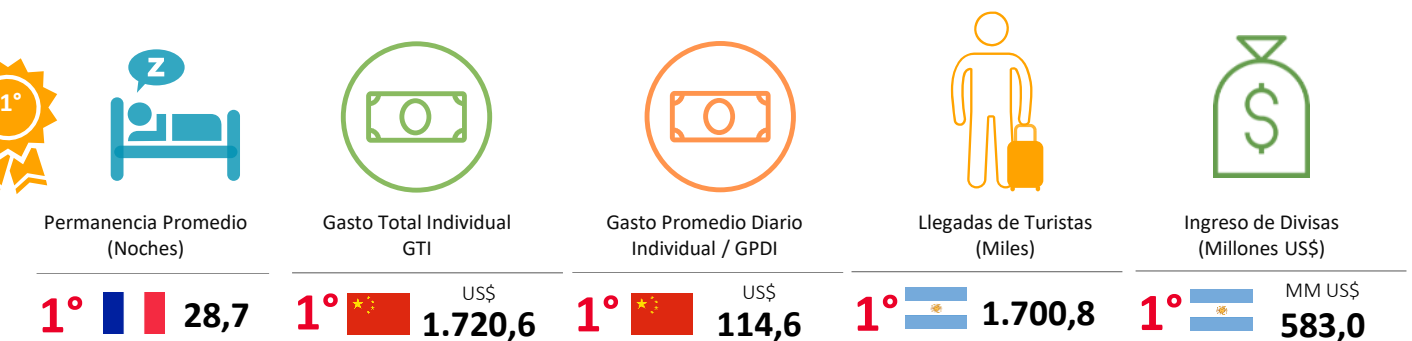 1°
Z
Permanencia Promedio
(Noches)
1° 28,7
Gasto Total Individual
GTI
US$
1° 1.720,6
Gasto Promedio Diario
Individual / GPDI
US$
1° 114,6
Llegadas de Turistas
(Miles)
1° 1.700,8
$
Ingreso de Divisas
(Millones US$)
MM US$
1° 583,0